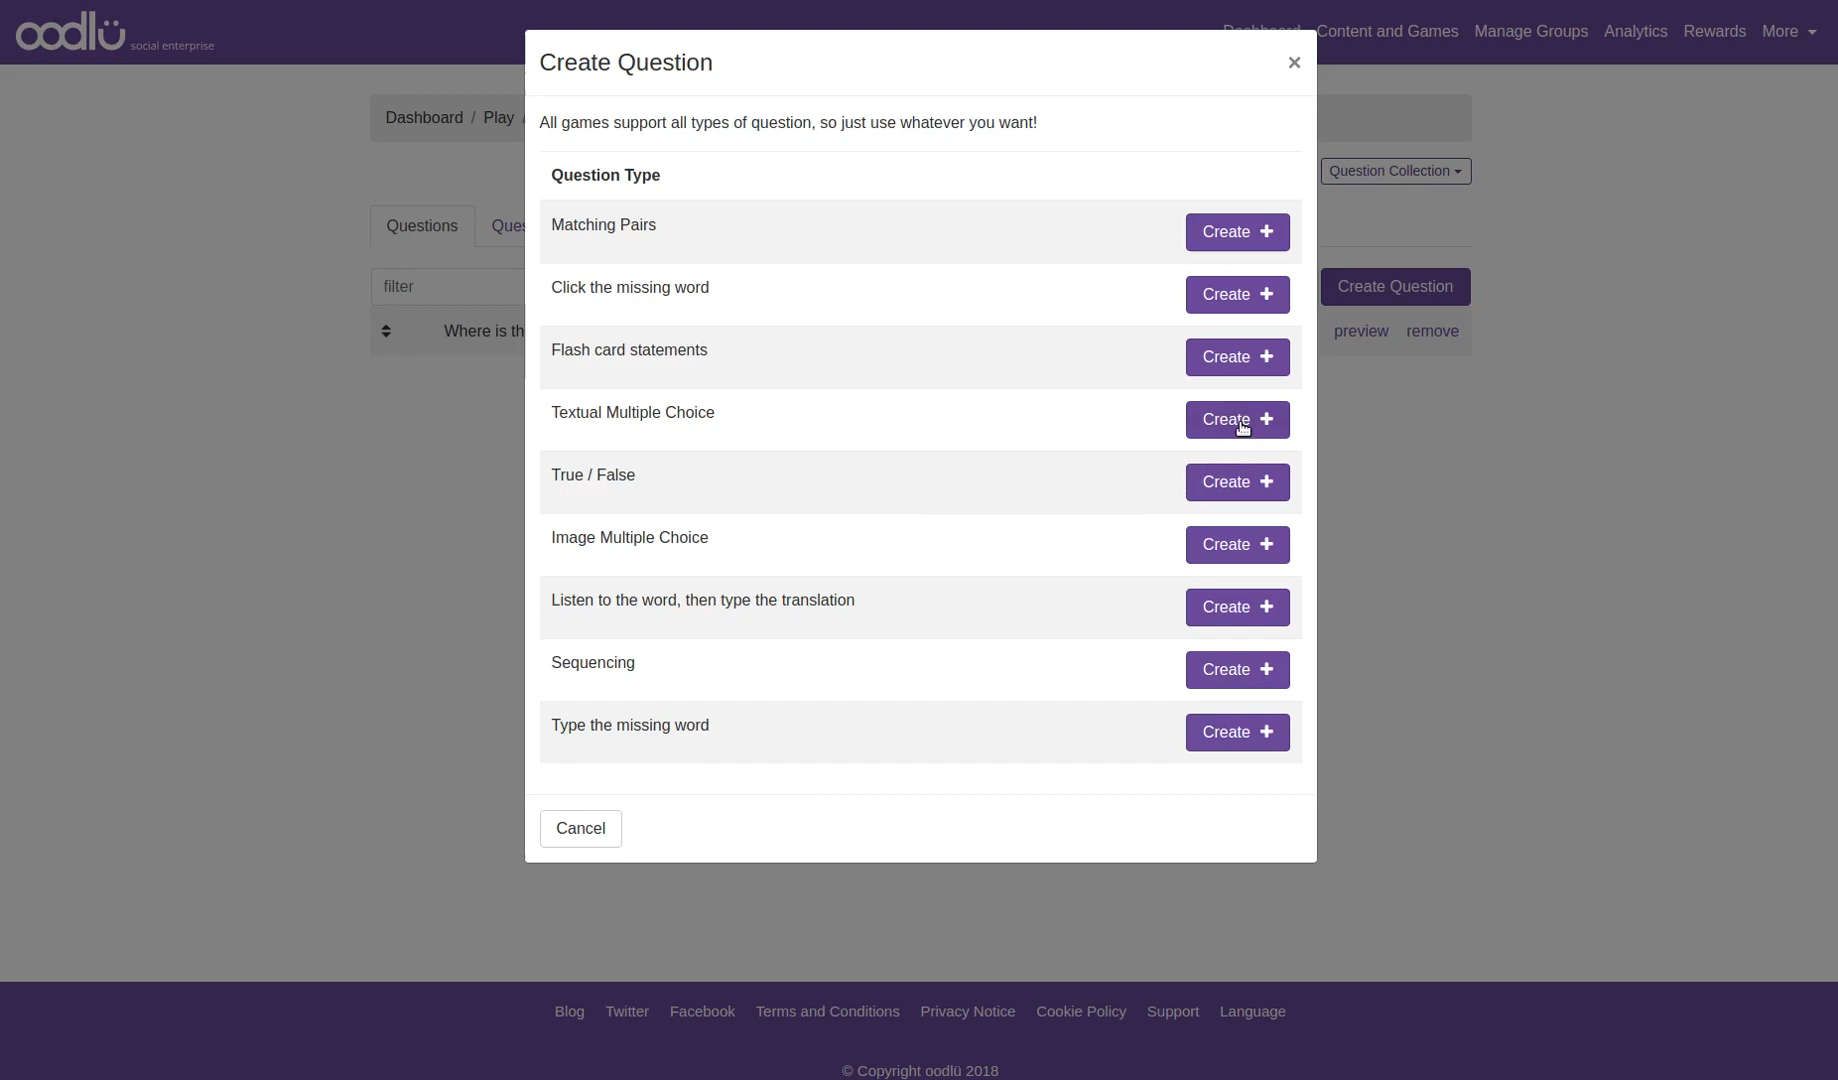 oodlü social enterprise
Dashboard Content and Games Manage Groups Analytics Rewards More
Create Question ×
Dashboard / Play /
All games support all types of question, so just use whatever you want!
Question Collection
Question Type
Questions
Matching Pairs Create +
filter
Click the missing word Create +
Create Question
Where is
preview remove
Flash card statements Create +
Textual Multiple Choice Create +
True / False Create +
Image Multiple Choice Create +
Listen to the word, then type the translation Create +
Sequencing Create +
Type the missing word Create +
Cancel
Blog Twitter Facebook Terms and Conditions Privacy Notice Cookie Policy Support Language
© Copyright oodlü 2018